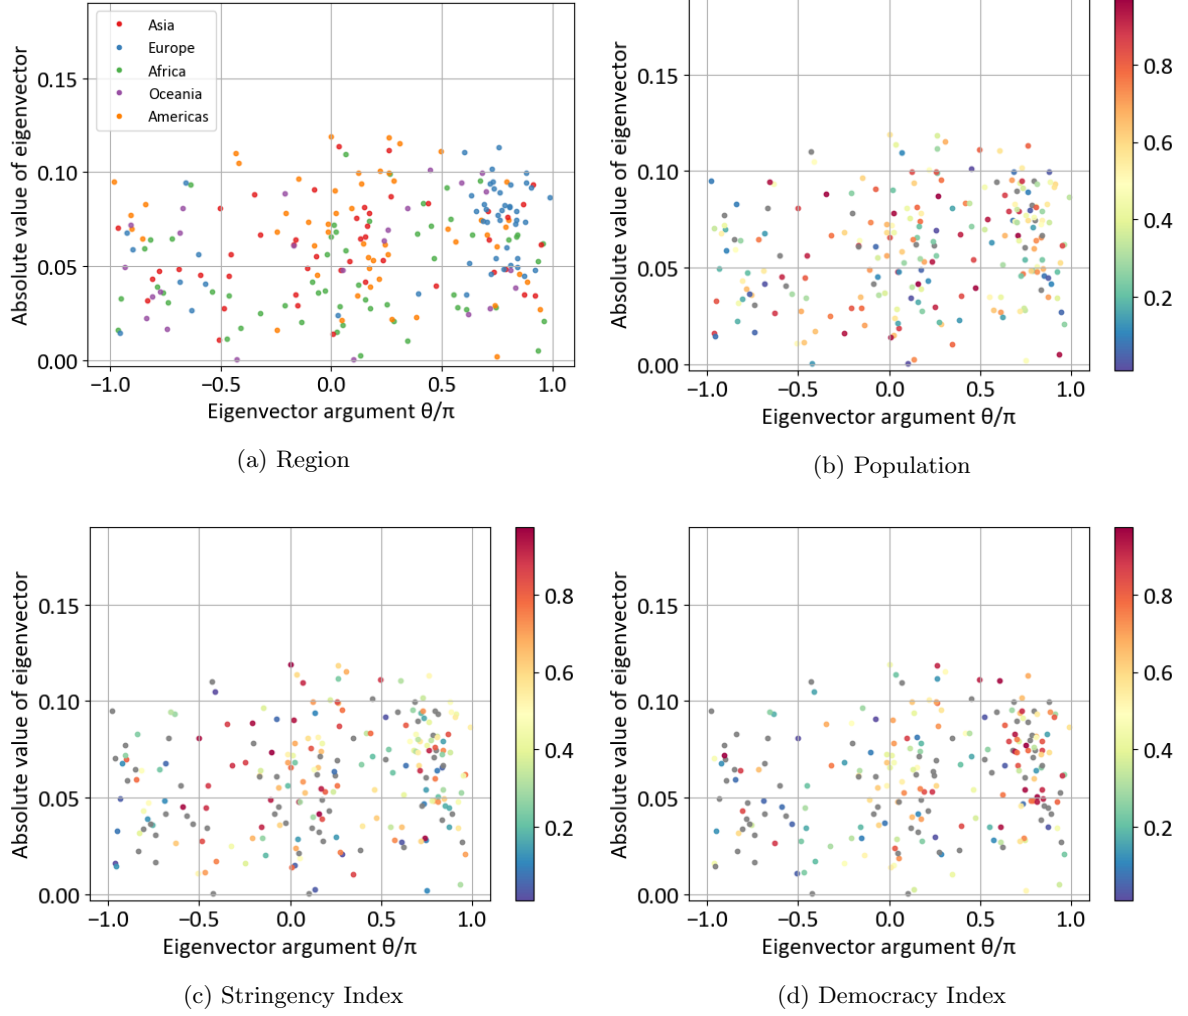 Asia
Europe
Africa
Oceania
Americas
Absolute value of eigenvector
0.15
0.10
0.05
0.00
−1.0 −0.5 0.0 0.5 1.0
Eigenvector argument θ/π
(a) Region
Absolute value of eigenvector
0.15
0.10
0.05
0.00
−1.0 −0.5 0.0 0.5 1.0
Eigenvector argument θ/π
0.8
0.6
0.4
0.2
(b) Population
Absolute value of eigenvector
0.15
0.10
0.05
0.00
−1.0 −0.5 0.0 0.5 1.0
Eigenvector argument θ/π
0.8
0.6
0.4
0.2
(c) Stringency Index
Absolute value of eigenvector
0.15
0.10
0.05
0.00
−1.0 −0.5 0.0 0.5 1.0
Eigenvector argument θ/π
0.8
0.6
0.4
0.2
(d) Democracy Index